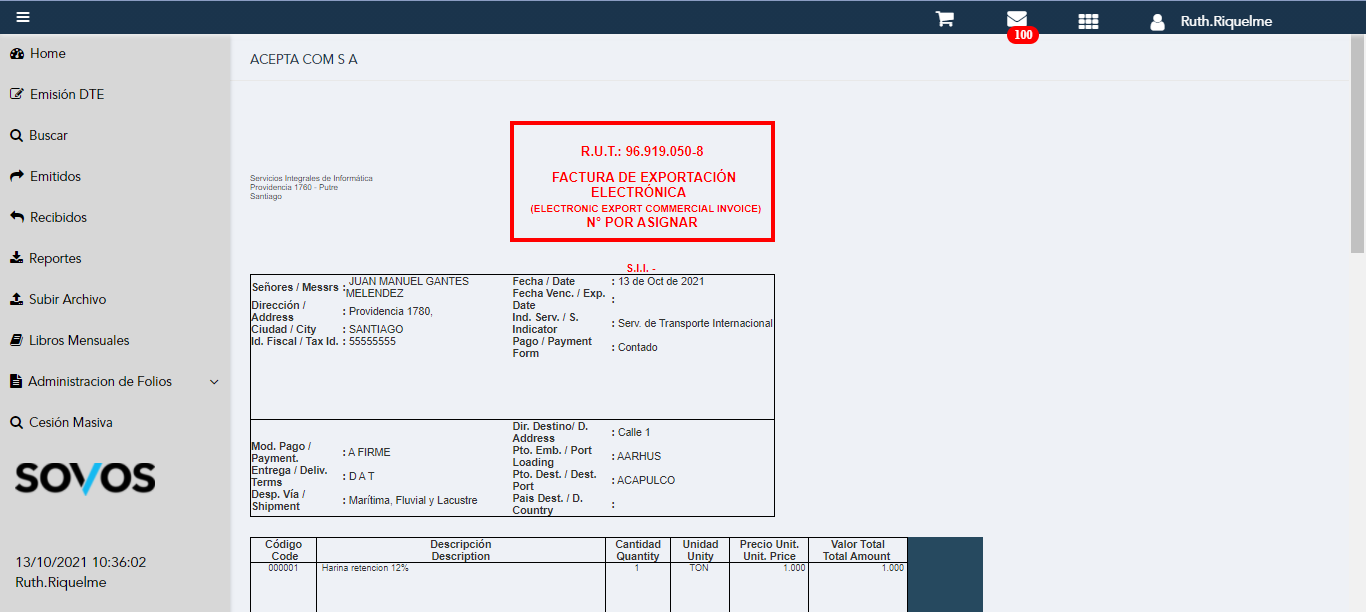 Ruth.Riquelme
100
Home
Emisión DTE
Buscar
Emitidos
Recibidos
Reportes
Subir Archivo
Libros Mensuales
Administracion de Folios
Cesión Masiva
SOVOS
13/10/2021 10:36:02
Ruth.Riquelme
ACEPTA COM S A
Servicios Integrales de Informática
Providencia 1760 - Putre
Santiago
R.U.T.: 96.919.050-8
FACTURA DE EXPORTACIÓN
ELECTRÓNICA
(ELECTRONIC EXPORT COMMERCIAL INVOICE)
N° POR ASIGNAR
S.I.I. -
Señores / Messrs : JUAN MANUEL GANTES
MELENDEZ
Dirección /
Address : Providencia 1780,
Ciudad / City : SANTIAGO
Id. Fiscal / Tax Id. : 55555555
Fecha / Date : 13 de Oct de 2021
Fecha Venc. / Exp.
Date :
Ind. Serv. / S.
Indicator : Serv. de Transporte Internacional
Pago / Payment
Form : Contado
Mod. Pago /
Payment. : A FIRME
Entrega / Deliv.
Terms : D A T
Desp. Vía /
Shipment : Marítima, Fluvial y Lacustre
Dir. Destino/ D.
Address : Calle 1
Pto. Emb. / Port
Loading : AARHUS
Pto. Dest. / Dest.
Port : ACAPULCO
Pais Dest. / D.
Country :
Código Descripción Cantidad Unidad Precio Unit. Valor Total
Code Description Quantity Unity Unit. Price Total Amount
000001 Harina retencion 12% 1 TON 1.000 1.000